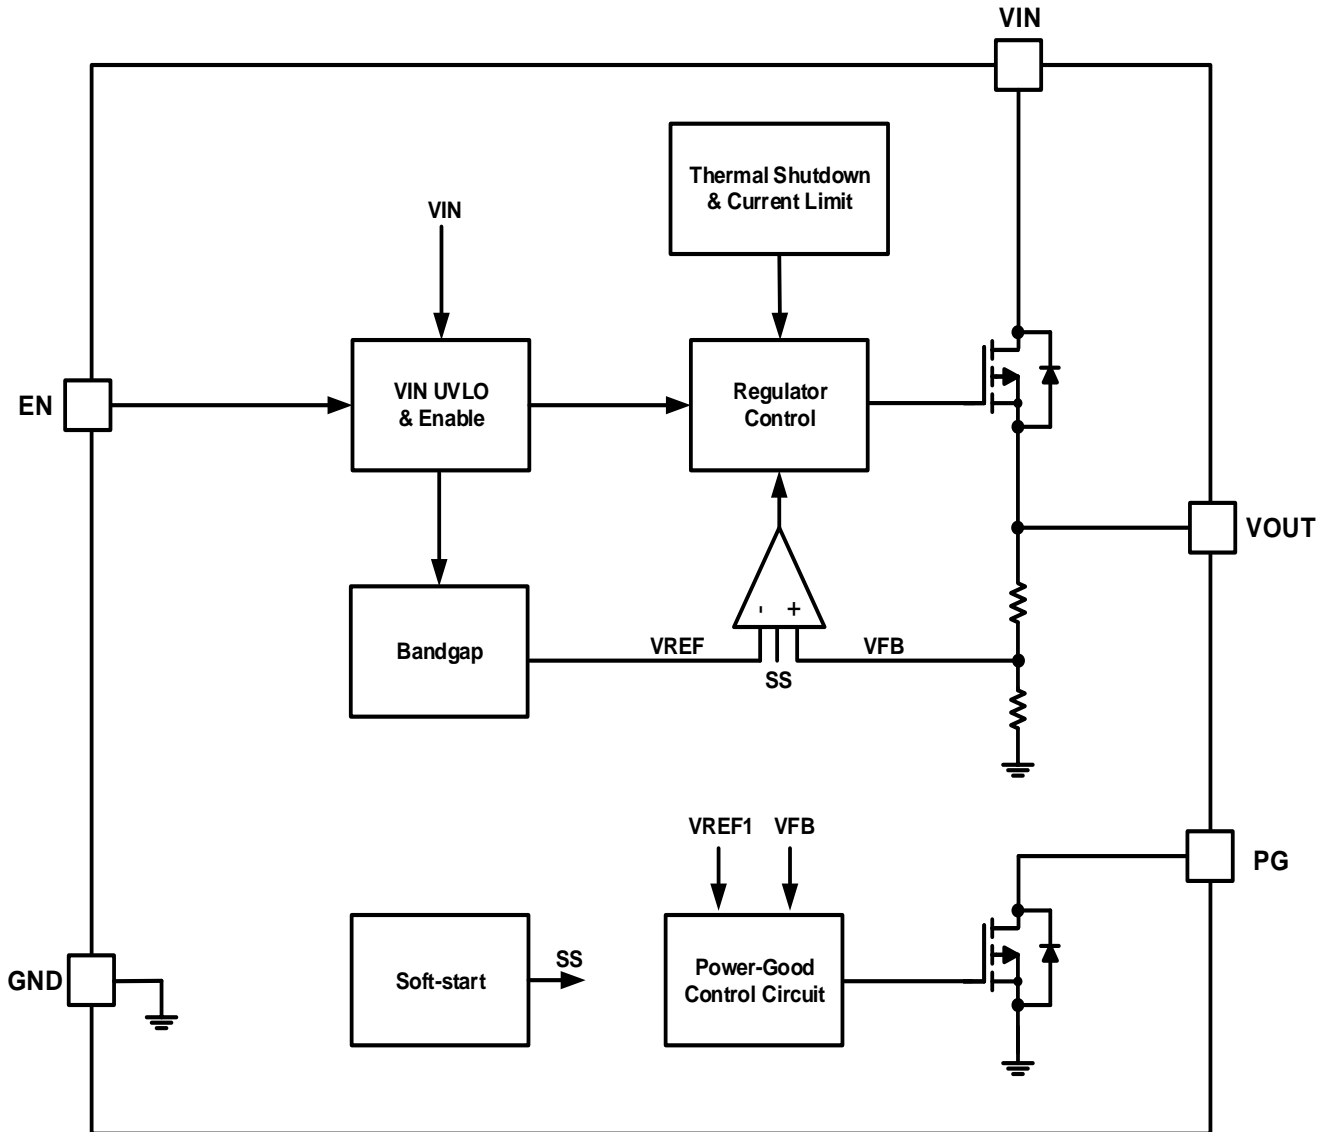 VIN
Thermal Shutdown
& Current Limit
VIN
EN
VIN UVLO
& Enable
Regulator
Control
VOUT
- +
Bandgap
VREF
SS
VFB
VREF1 VFB
PG
GND
Soft-start
SS
Power-Good
Control Circuit